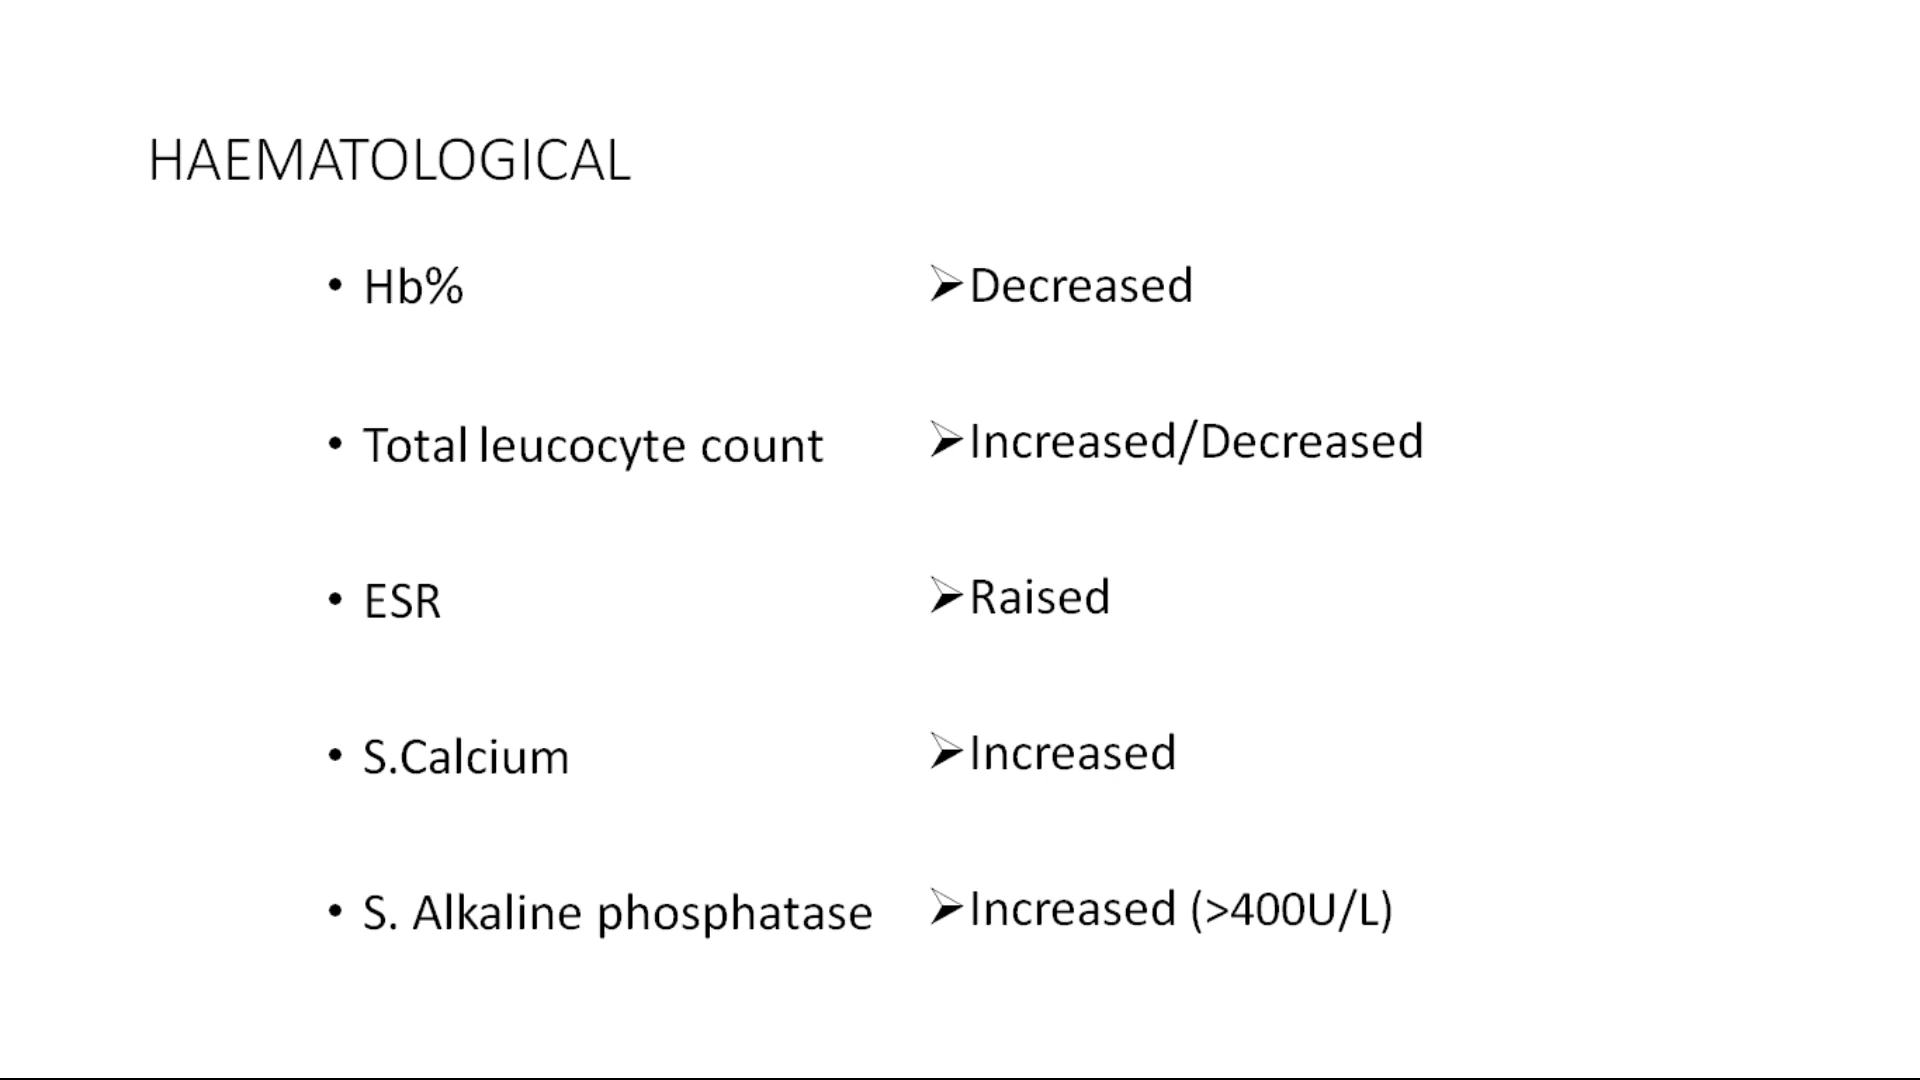 HAEMATOLOGICAL
• Hb% ➢Decreased
• Total leucocyte count ➢Increased/Decreased
• ESR ➢Raised
• S.Calcium ➢Increased
• S. Alkaline phosphatase ➢Increased (>400U/L)